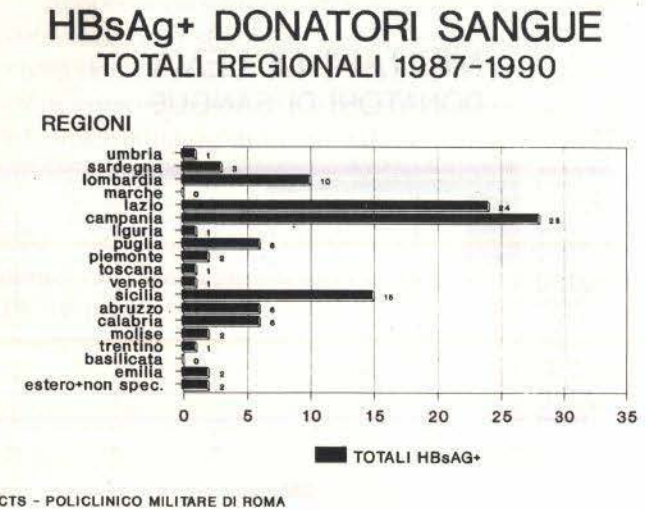 HBsAg+ DONATORI SANGUE
TOTALI REGIONALI 1987-1990
REGIONI
umbria 1
sardegna 3
lombardia 10
marche 0
lazio 24
campania 28
liguria 1
puglia 6
piemonte 2
toscana 1
veneto 1
sicilia 15
abruzzo 6
calabria 6
molise 2
trentino 1
basilicata 0
emilia 2
estero+non spec. 2
0 5 10 15 20 25 30 35
TOTALI HBsAG+
CTS - POLICLINICO MILITARE DI ROMA